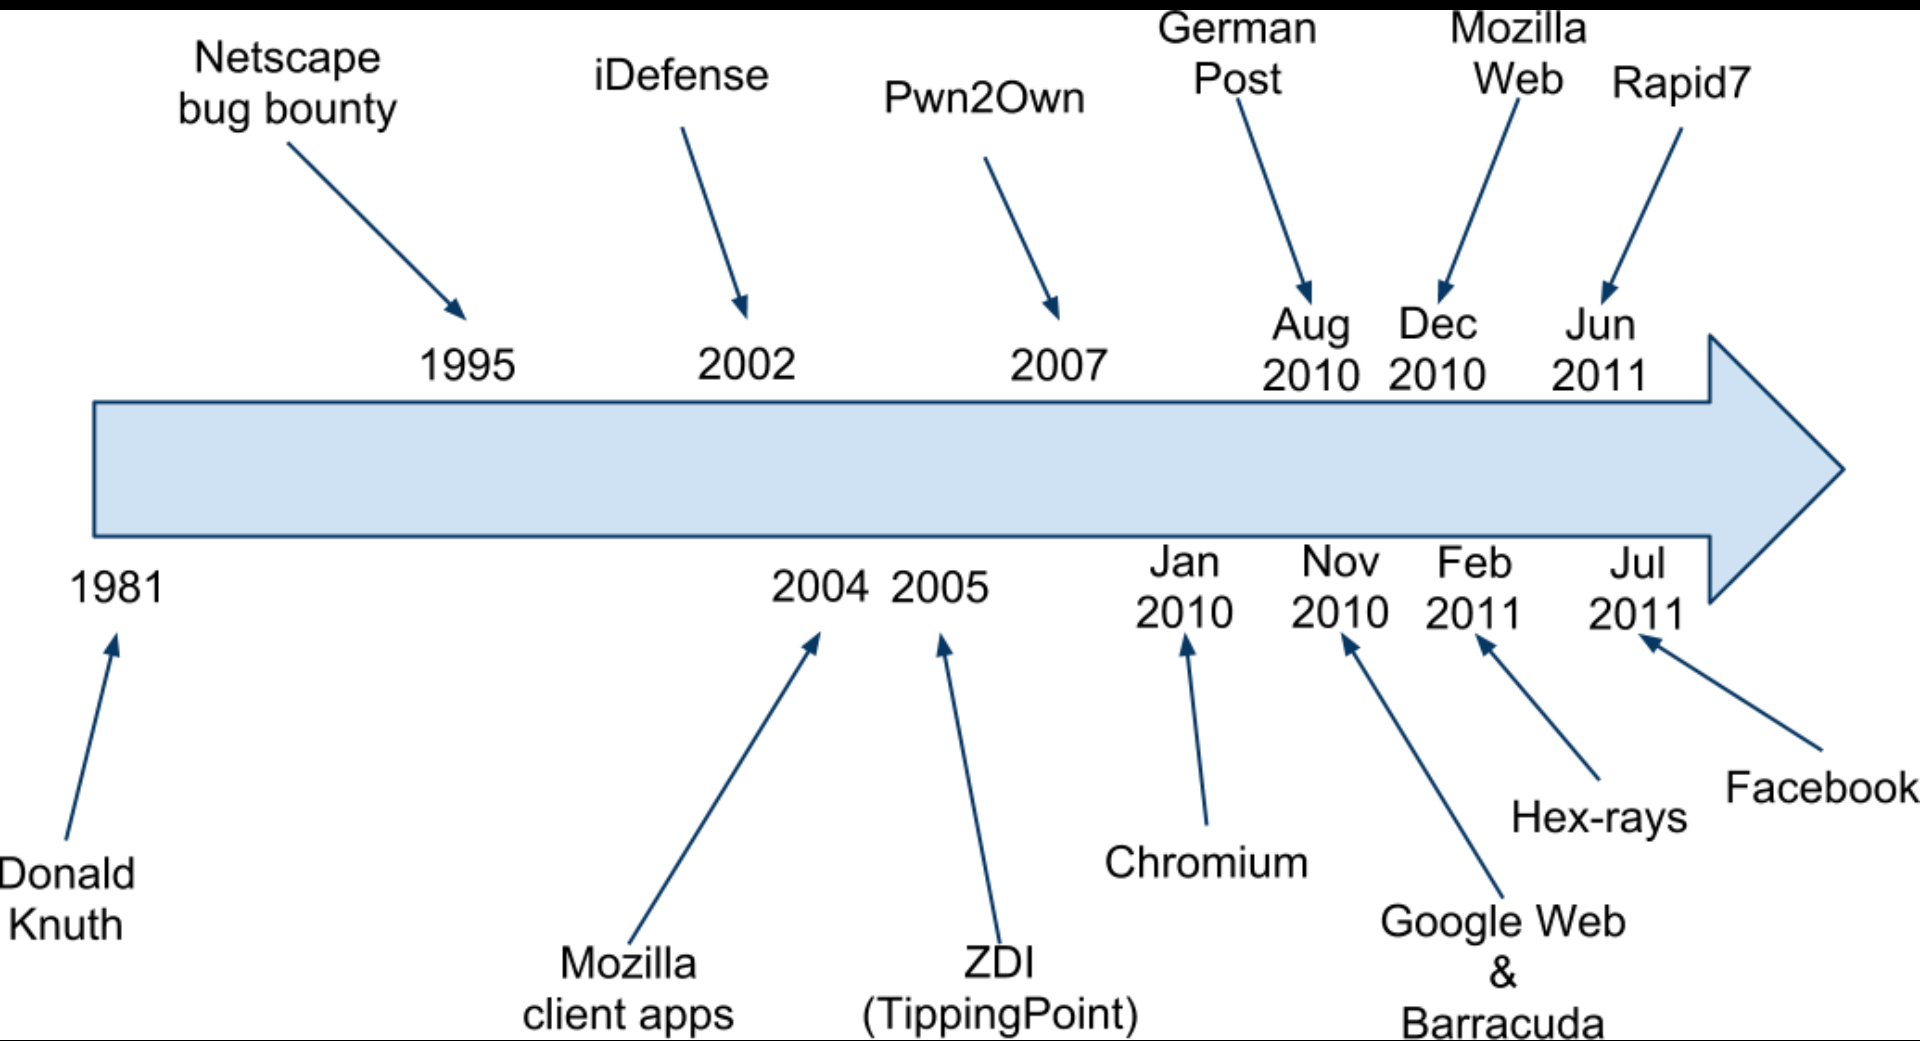 Netscape
bug bounty
iDefense
Pwn2Own
German
Post
Mozilla
Web
Rapid7
1995
2002
2007
Aug
2010
Dec
2010
Jun
2011
1981
2004
2005
Jan
2010
Nov
2010
Feb
2011
Jul
2011
Donald
Knuth
Mozilla
client apps
ZDI
(TippingPoint)
Chromium
Google Web
&
Barracuda
Hex-rays
Facebook